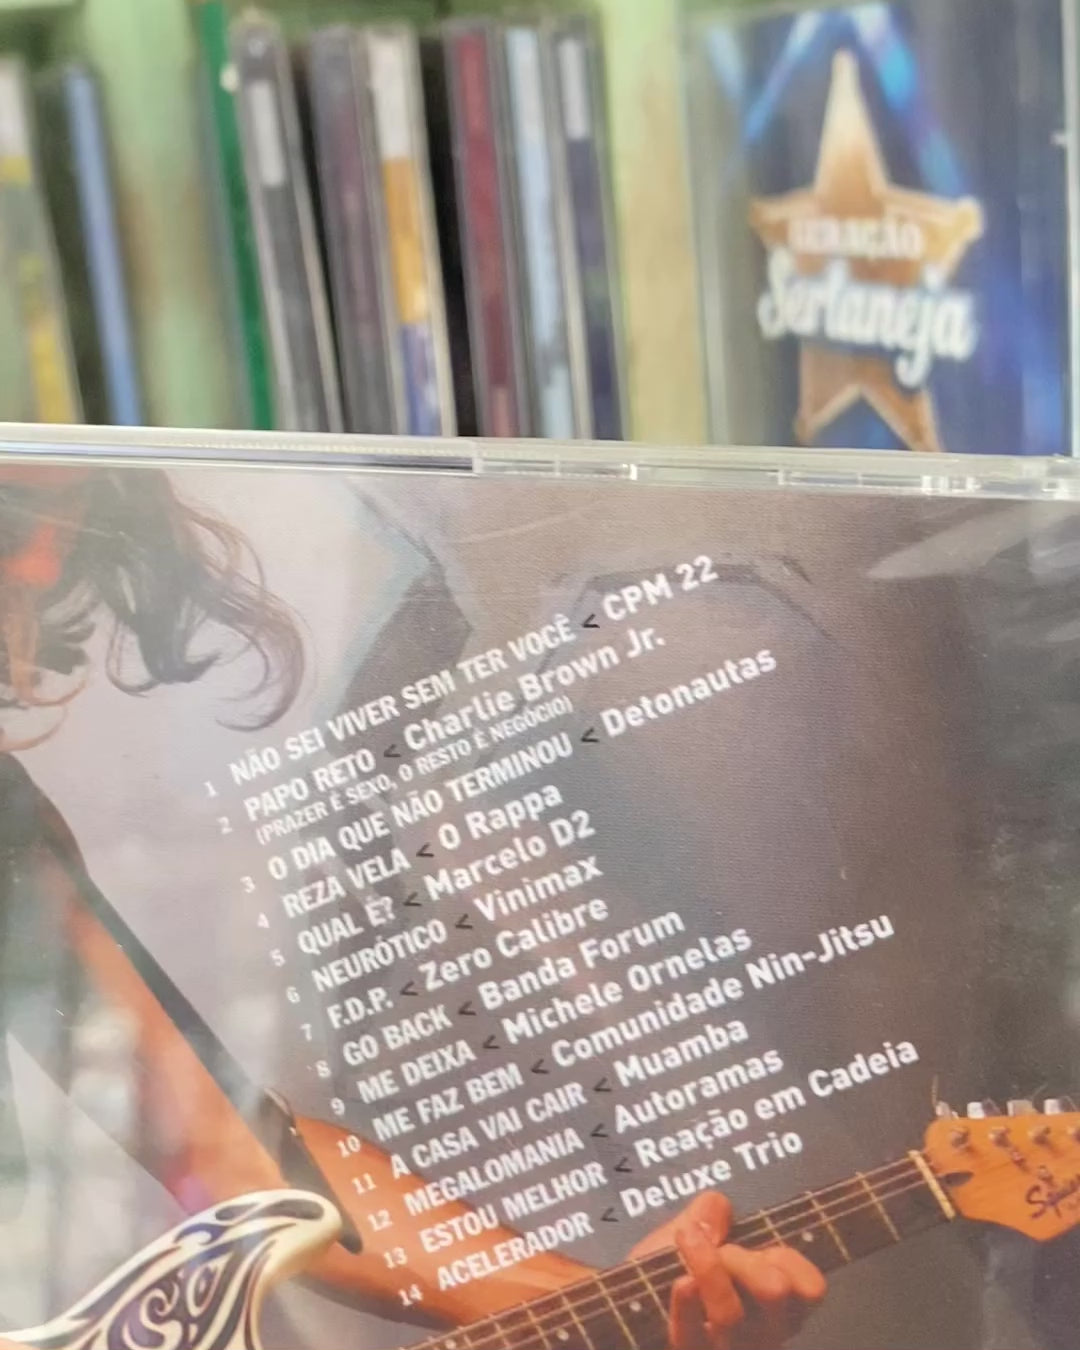 GERAÇÃO
Sertaneja
1 NÃO SEI VIVER SEM TER VOCÊ < CPM 22
2 PAPO RETO < Charlie Brown Jr.
(PRAZER É SEXO, O RESTO É NEGÓCIO)
3 O DIA QUE NÃO TERMINOU < Detonautas
4 REZA VELA < O Rappa
5 QUAL É? < Marcelo D2
6 NEURÓTICO < Vinimax
7 F.D.P. < Zero Calibre
8 GO BACK < Banda Forum
9 ME DEIXA < Michele Ornelas
10 ME FAZ BEM < Comunidade Nin-Jitsu
11 A CASA VAI CAIR < Muamba
12 MEGALOMANIA < Autoramas
13 ESTOU MELHOR < Reação em Cadeia
14 ACELERADOR < Deluxe Trio